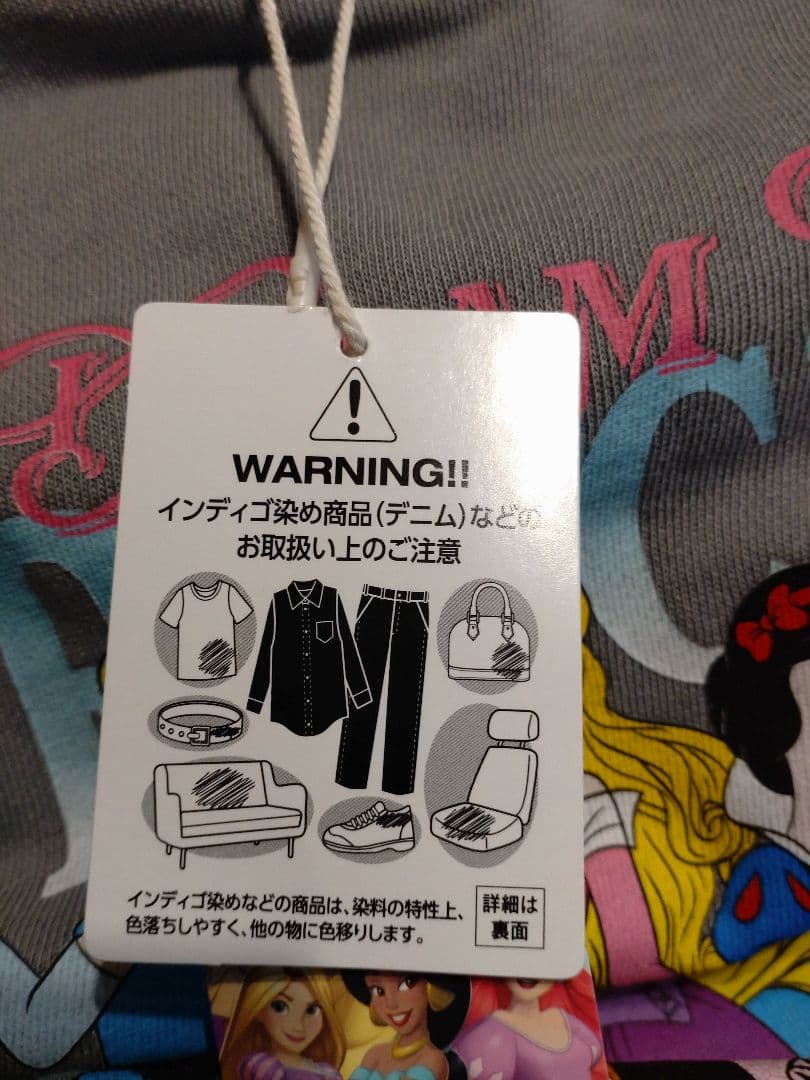 WARNING!!
インディゴ染め商品(デニム)などの
お取扱い上のご注意
インディゴ染めなどの商品は、染料の特性上、
色落ちしやすく、他の物に色移りします。
詳細は
裏面